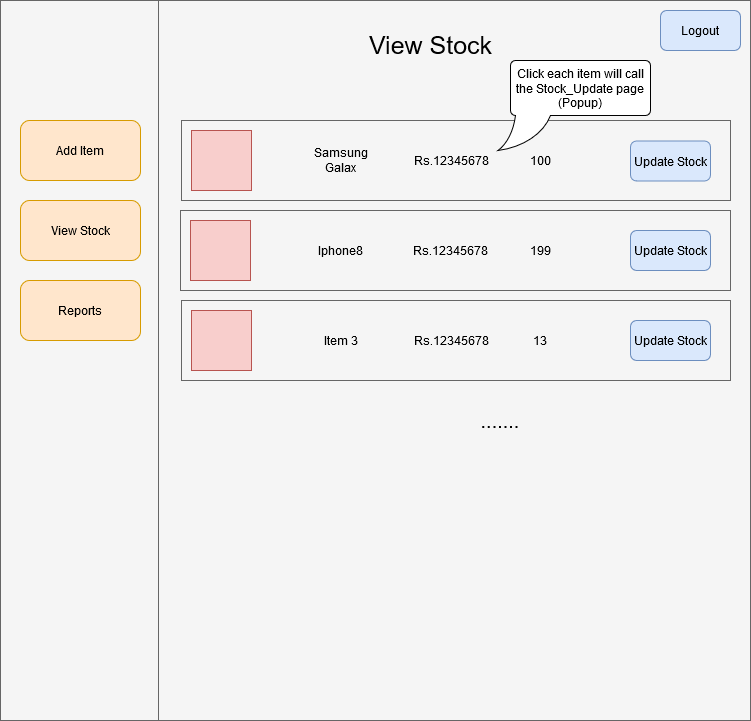 Logout
View Stock
Click each item will call
the Stock_Update page
(Popup)
Add Item
View Stock
Reports
Samsung
Galax
Rs.12345678
100
Update Stock
Iphone8
Rs.12345678
199
Update Stock
Item 3
Rs.12345678
13
Update Stock
.......